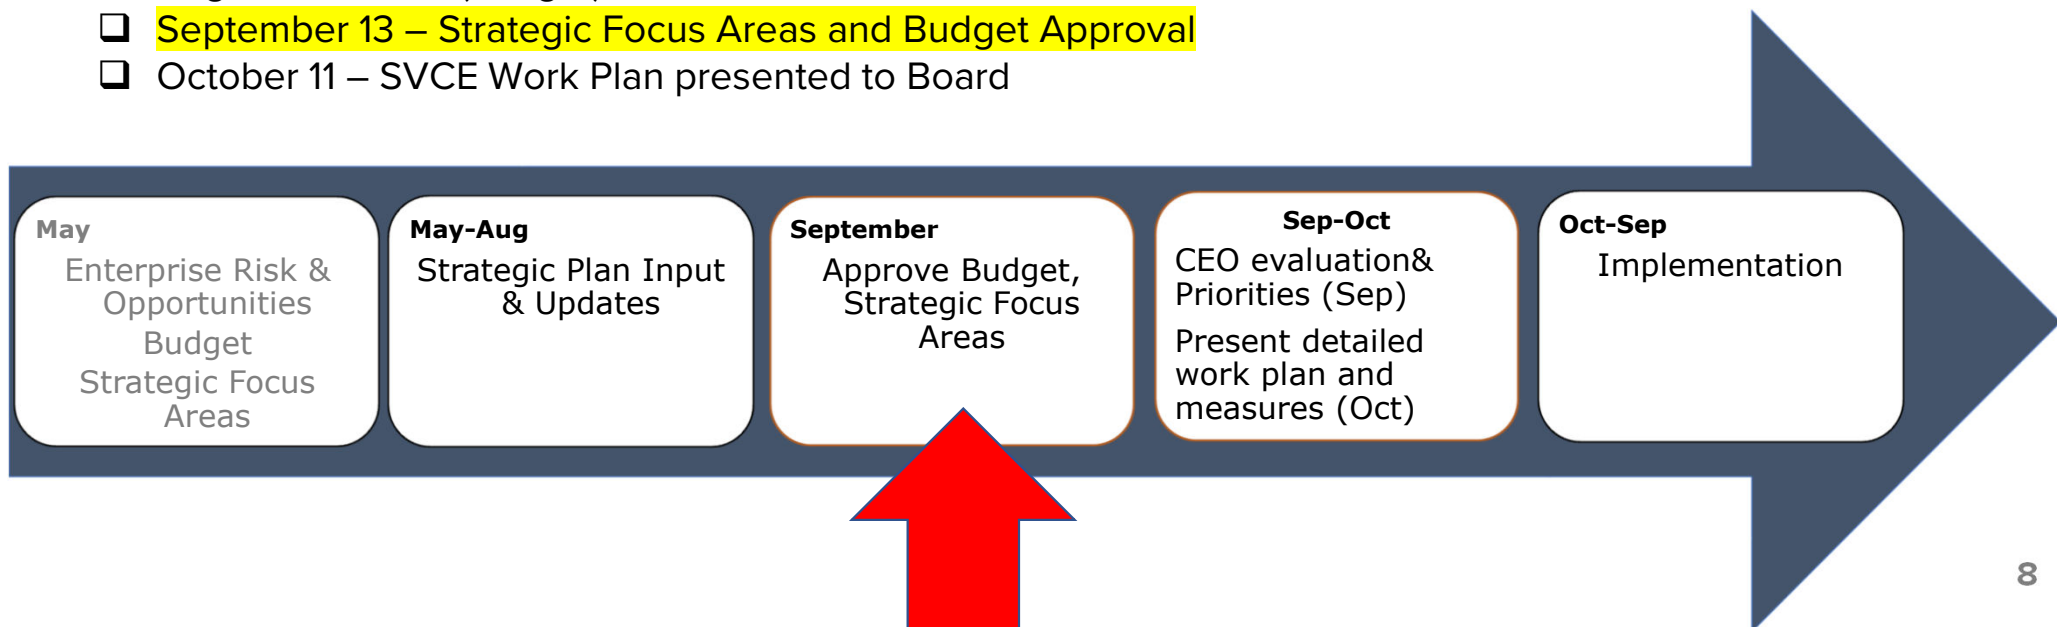 September 13 – Strategic Focus Areas and Budget Approval
October 11 – SVCE Work Plan presented to Board
May
Enterprise Risk &
Opportunities
Budget
Strategic Focus
Areas
May-Aug
Strategic Plan Input
& Updates
September
Approve Budget,
Strategic Focus
Areas
Sep-Oct
CEO evaluation&
Priorities (Sep)
Present detailed
work plan and
measures (Oct)
Oct-Sep
Implementation
8